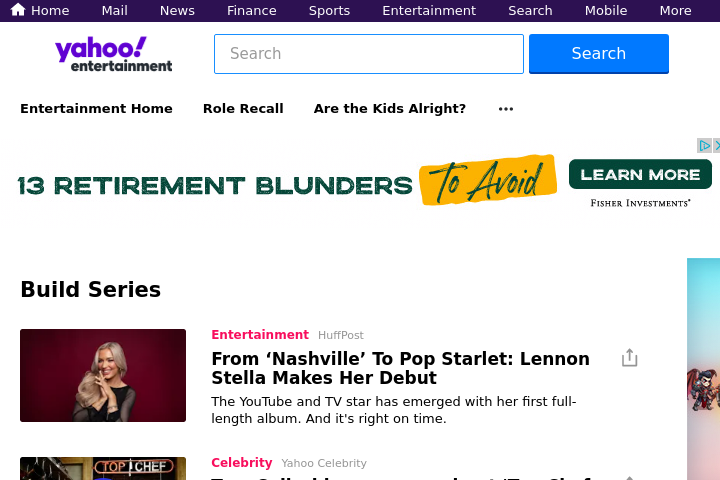 Home Mail News Finance Sports Entertainment Search Mobile More
yahoo!
entertainment
Search
Search
Entertainment Home Role Recall Are the Kids Alright?
13 RETIREMENT BLUNDERS To Avoid
LEARN MORE
FISHER INVESTMENTS
Build Series
Entertainment HuffPost
From ‘Nashville’ To Pop Starlet: Lennon
Stella Makes Her Debut
The YouTube and TV star has emerged with her first full-
length album. And it's right on time.
TOP CHEF
Celebrity Yahoo Celebrity